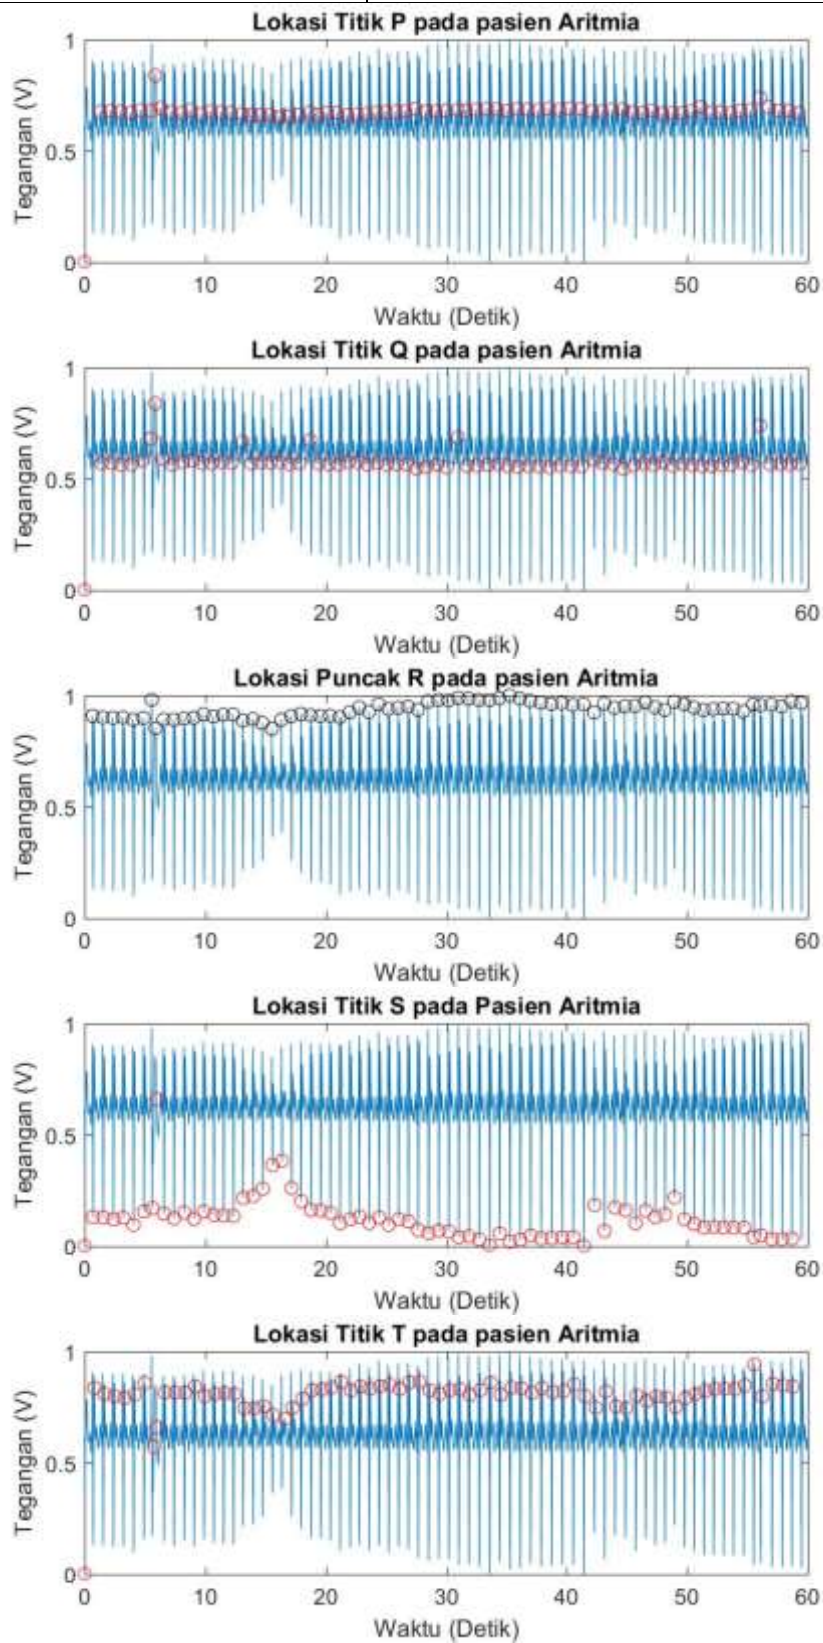 Lokasi Titik P pada pasien Aritmia
1
0.5
0
Tegangan (V)
0 10 20 30 40 50 60
Waktu (Detik)
Lokasi Titik Q pada pasien Aritmia
1
0.5
0
Tegangan (V)
0 10 20 30 40 50 60
Waktu (Detik)
Lokasi Puncak R pada pasien Aritmia
1
0.5
0
Tegangan (V)
0 10 20 30 40 50 60
Waktu (Detik)
Lokasi Titik S pada Pasien Aritmia
1
0.5
0
Tegangan (V)
0 10 20 30 40 50 60
Waktu (Detik)
Lokasi Titik T pada pasien Aritmia
1
0.5
0
Tegangan (V)
0 10 20 30 40 50 60
Waktu (Detik)